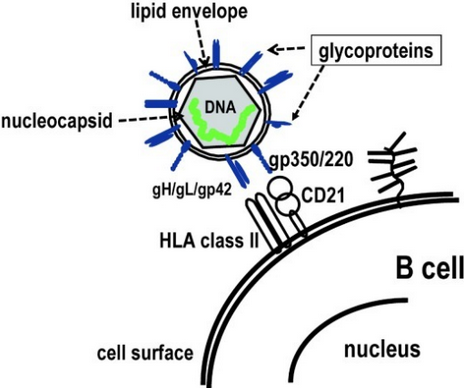 lipid envelope
glycoproteins
DNA
nucleocapsid
gp350/220
gH/gL/gp42
CD21
HLA class II
B cell
cell surface
nucleus